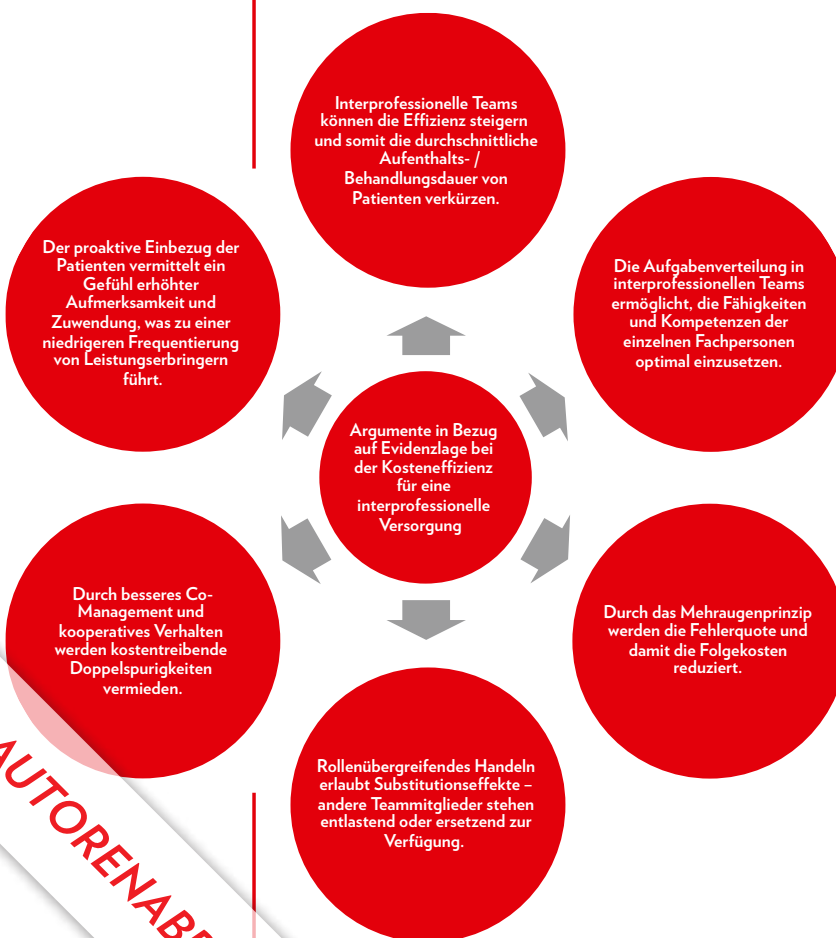 Interprofessionelle Teams
können die Effizienz steigern
und somit die durchschnittliche
Aufenthalts- /
Behandlungsdauer von
Patienten verkürzen.
Der proaktive Einbezug der
Patienten vermittelt ein
Gefühl erhöhter
Aufmerksamkeit und
Zuwendung, was zu einer
niedrigeren Frequentierung
von Leistungserbringern
führt.
Die Aufgabenverteilung in
interprofessionellen Teams
ermöglicht, die Fähigkeiten
und Kompetenzen der
einzelnen Fachpersonen
optimal einzusetzen.
Argumente in Bezug
auf Evidenzlage bei
der Kosteneffizienz
für eine
interprofessionelle
Versorgung
Durch besseres Co-
Management und
kooperatives Verhalten
werden kostentreibende
Doppelspurigkeiten
vermieden.
Durch das Mehraugenprinzip
werden die Fehlerquote und
damit die Folgekosten
reduziert.
Rollenübergreifendes Handeln
erlaubt Substitutionseffekte –
andere Teammitglieder stehen
entlastend oder ersetzend zur
Verfügung.